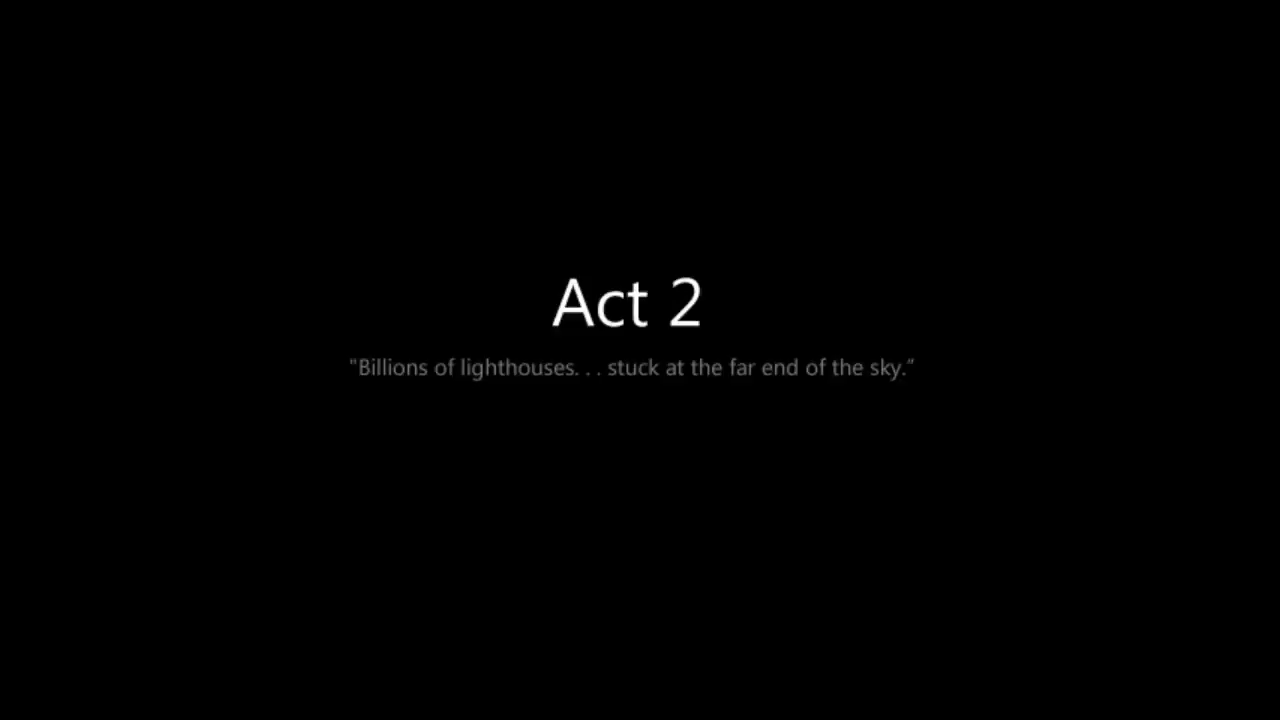 Act 2
"Billions of lighthouses. . . stuck at the far end of the sky.”